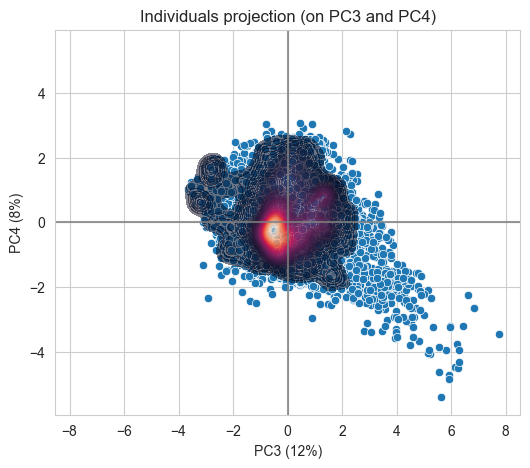 Individuals projection (on PC3 and PC4)
4
2
0
−2
−4
PC4 (8%)
−8 −6 −4 −2 0 2 4 6 8
PC3 (12%)